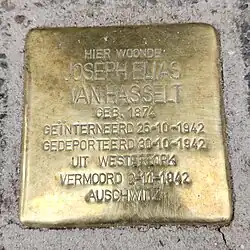 HIER WOONDE
JOSEPH ELIAS
VAN HASSELT
GEB. 1874
GEÏNTERNEERD 26-10-1942
GEDEPORTEERD 30-10-1942
UIT WESTERBORK
VERMOORD 2-11-1942
AUSCHWITZ